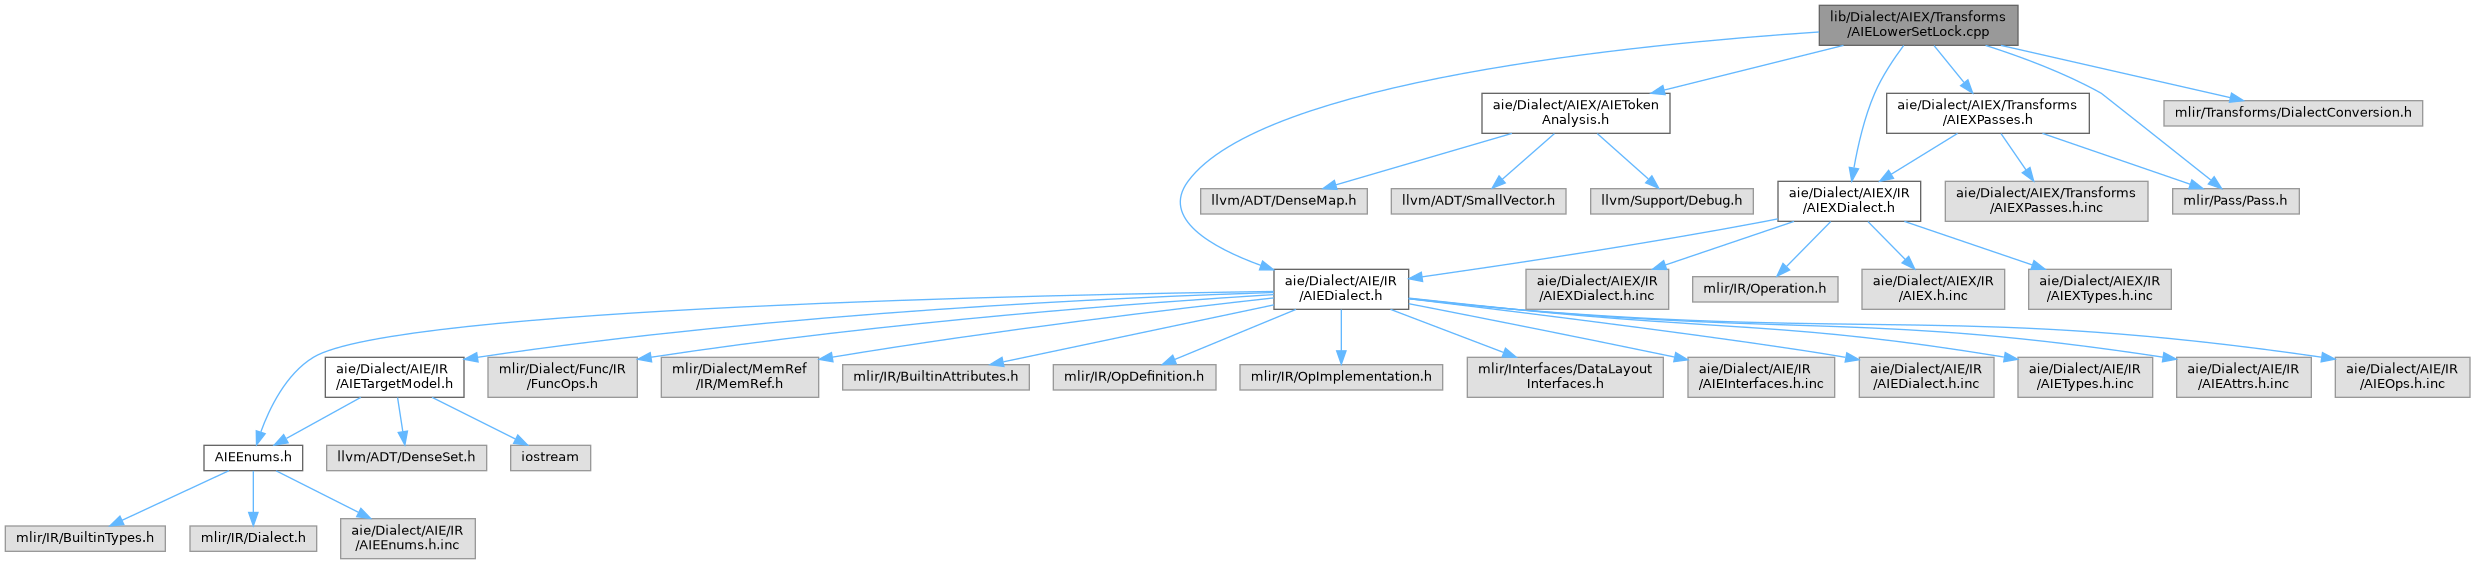 lib/Dialect/AIEX/Transforms
/AIELowerSetLock.cpp
aie/Dialect/AIEX/AIEToken
Analysis.h
aie/Dialect/AIEX/Transforms
/AIEXPasses.h
mlir/Transforms/DialectConversion.h
llvm/ADT/DenseMap.h
llvm/ADT/SmallVector.h
llvm/Support/Debug.h
aie/Dialect/AIEX/IR
/AIEXDialect.h
aie/Dialect/AIEX/Transforms
/AIEXPasses.h.inc
mlir/Pass/Pass.h
aie/Dialect/AIE/IR
/AIEDialect.h
aie/Dialect/AIEX/IR
/AIEXDialect.h.inc
mlir/IR/Operation.h
aie/Dialect/AIEX/IR
/AIEX.h.inc
aie/Dialect/AIEX/IR
/AIEXTypes.h.inc
aie/Dialect/AIE/IR
/AIETargetModel.h
mlir/Dialect/Func/IR
/FuncOps.h
mlir/Dialect/MemRef
/IR/MemRef.h
mlir/IR/BuiltinAttributes.h
mlir/IR/OpDefinition.h
mlir/IR/OpImplementation.h
mlir/Interfaces/DataLayout
Interfaces.h
aie/Dialect/AIE/IR
/AIEInterfaces.h.inc
aie/Dialect/AIE/IR
/AIEDialect.h.inc
aie/Dialect/AIE/IR
/AIETypes.h.inc
aie/Dialect/AIE/IR
/AIEAttrs.h.inc
aie/Dialect/AIE/IR
/AIEOps.h.inc
AIEEnums.h
llvm/ADT/DenseSet.h
iostream
mlir/IR/BuiltinTypes.h
mlir/IR/Dialect.h
aie/Dialect/AIE/IR
/AIEEnums.h.inc